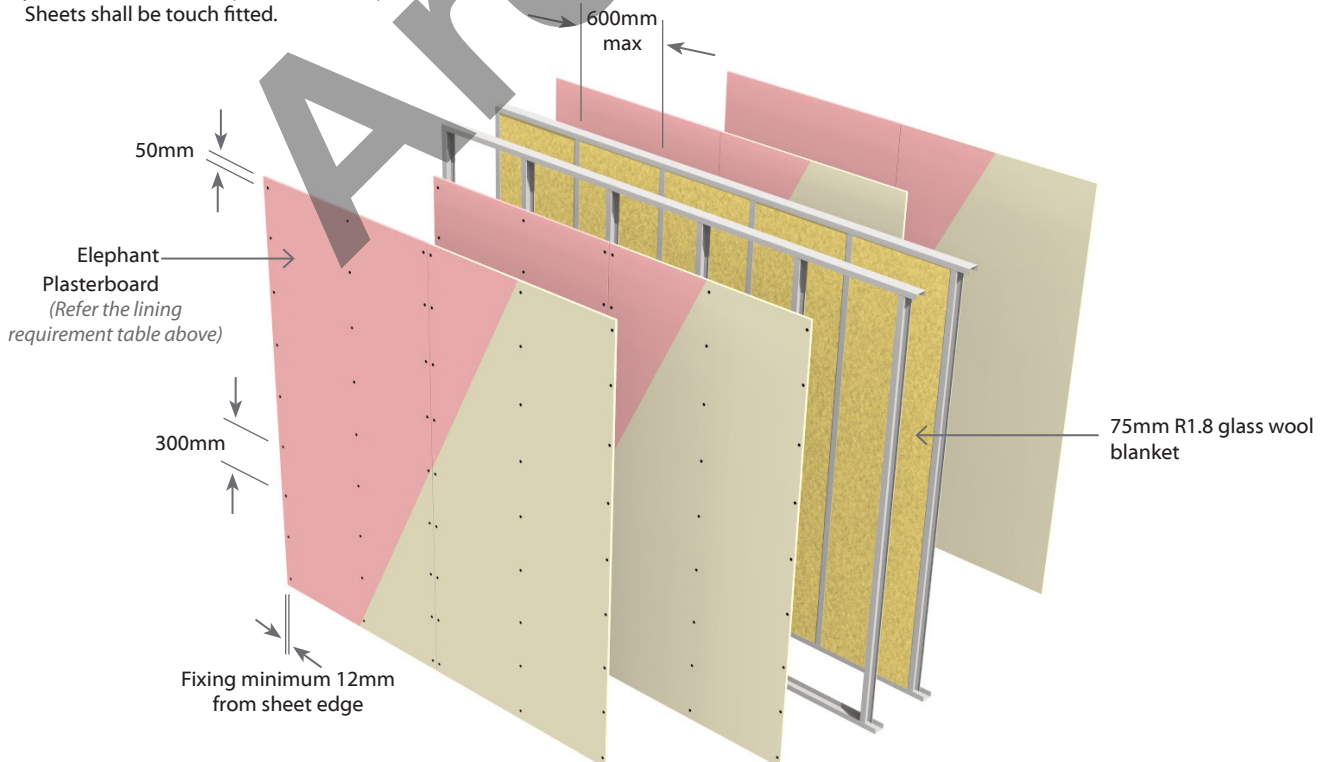 Sheets shall be touch fitted.
600mm
max
50mm
Elephant
Plasterboard
(Refer the lining
requirement table above)
300mm
75mm R1.8 glass wool
blanket
Fixing minimum 12mm
from sheet edge